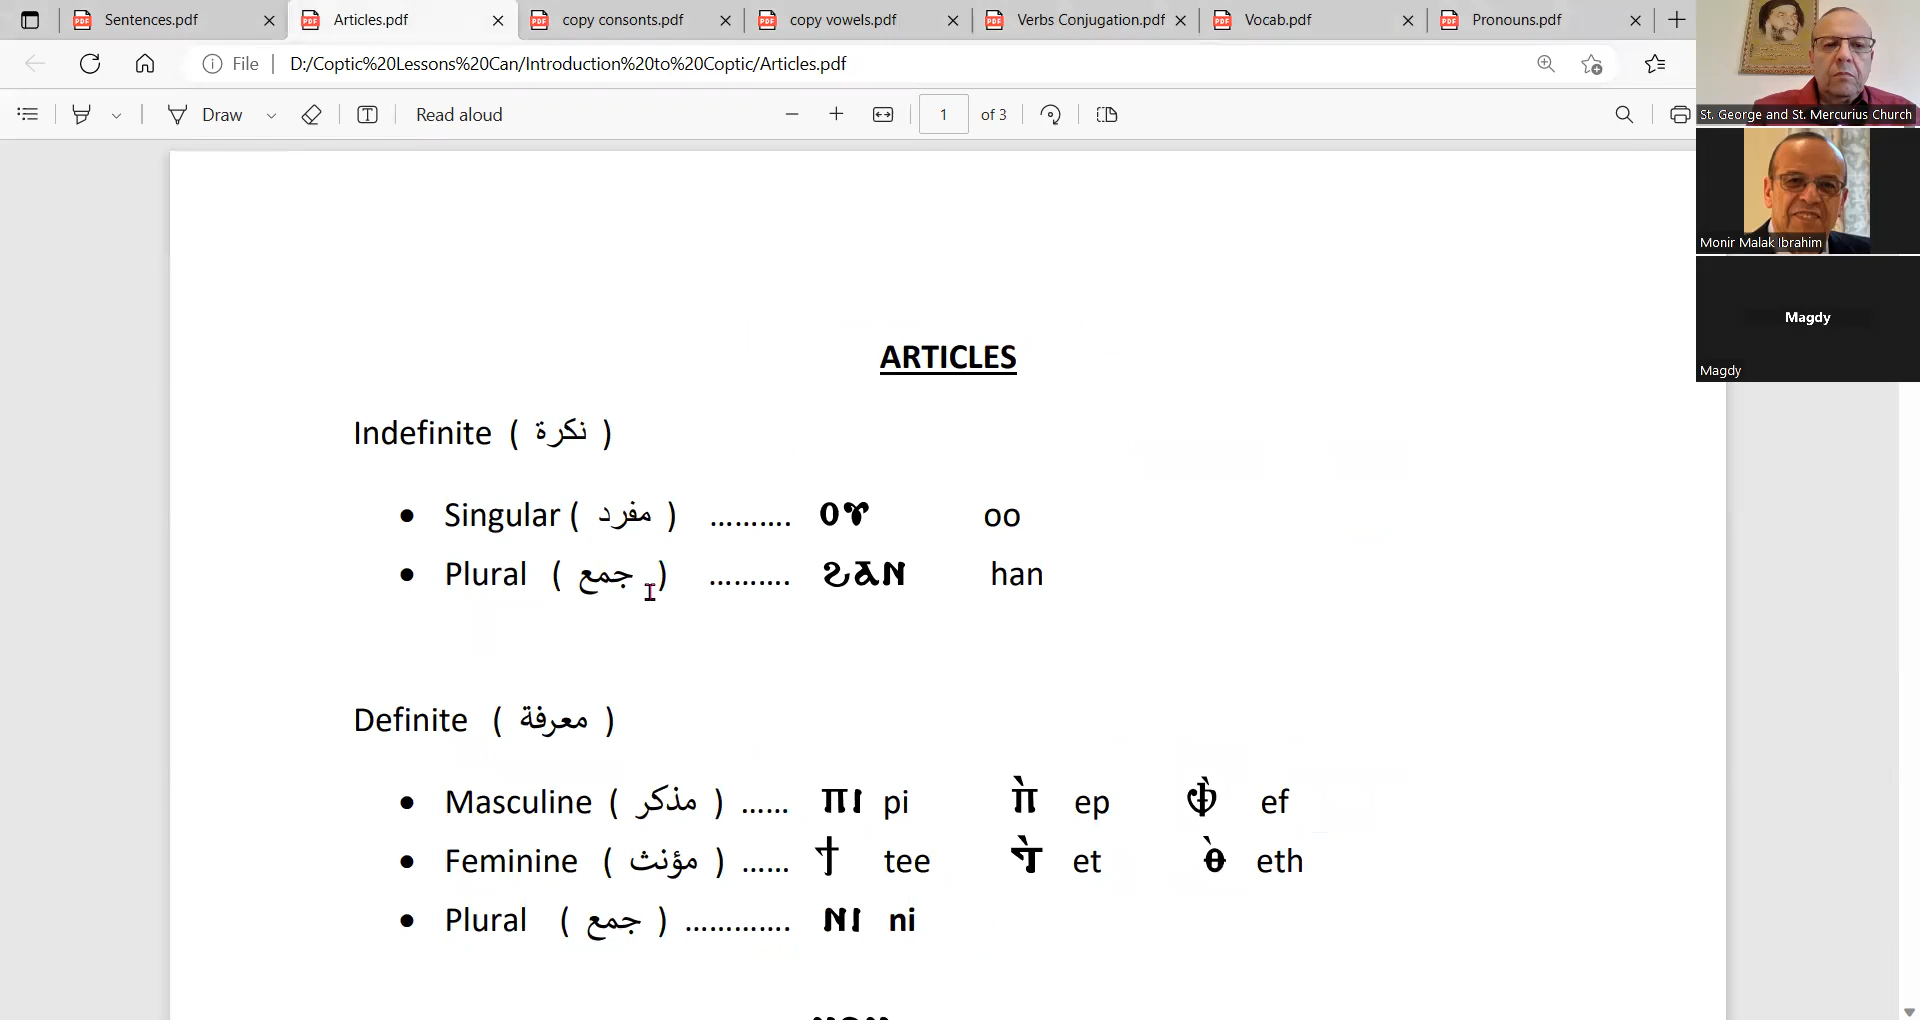 Sentences.pdf Articles.pdf copy consonts.pdf copy vowels.pdf Verbs Conjugation.pdf Vocab.pdf Pronouns.pdf
File D:/Coptic%20Lessons%20Can/Introduction%20to%20Coptic/Articles.pdf
Draw Read aloud 1 of 3
St. George and St. Mercurius Church
Monir Malak Ibrahim
Magdy
Magdy
ARTICLES
Indefinite ( نكرة )
• Singular ( مفرد ) .......... ⲟⲩ oo
• Plural ( جمع ) .......... ϩⲁⲛ han
Definite ( معرفة )
• Masculine ( مذكر ) ...... ⲡⲓ pi ⲡ̀ ep ⲫ̀ ef
• Feminine ( مؤنث ) ...... ϯ tee ⲧ̀ et ⲑ̀ eth
• Plural ( جمع ) ............. ⲛⲓ ni